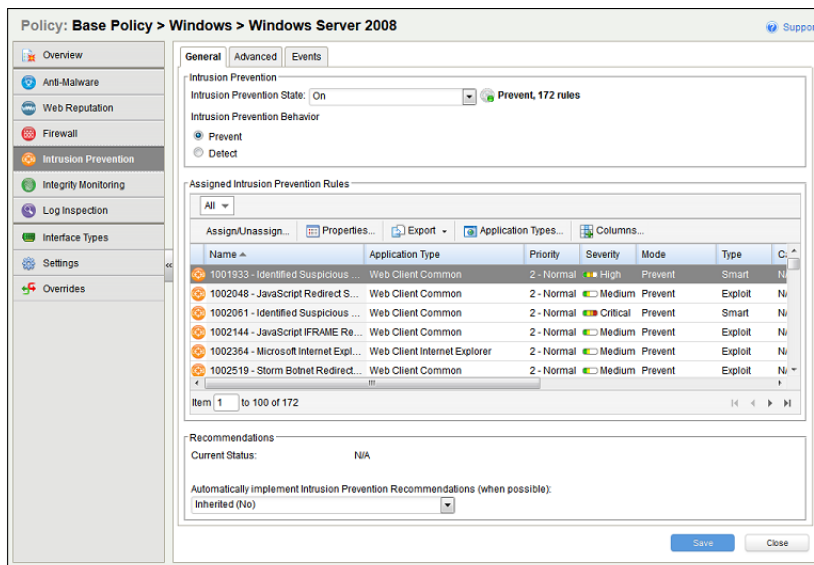 Policy: Base Policy > Windows > Windows Server 2008
Suppor
Overview
Anti-Malware
Web Reputation
Firewall
Intrusion Prevention
Integrity Monitoring
Log Inspection
Interface Types
Settings
Overrides
General Advanced Events
Intrusion Prevention
Intrusion Prevention State: On Prevent, 172 rules
Intrusion Prevention Behavior
Prevent
Detect
Assigned Intrusion Prevention Rules
All
Assign/Unassign... Properties... Export Application Types... Columns...
Name Application Type Priority Severity Mode Type C
1001933 - Identified Suspicious ... Web Client Common 2 - Normal High Prevent Smart N/
1002048 - JavaScript Redirect S... Web Client Common 2 - Normal Medium Prevent Exploit N/
1002061 - Identified Suspicious ... Web Client Common 2 - Normal Critical Prevent Smart N/
1002144 - JavaScript IFRAME Re... Web Client Common 2 - Normal Medium Prevent Exploit N/
1002364 - Microsoft Internet Expl... Web Client Internet Explorer 2 - Normal Medium Prevent Exploit N/
1002519 - Storm Botnet Redirect... Web Client Common 2 - Normal Medium Prevent Exploit N/
Item 1 to 100 of 172
Recommendations
Current Status: N/A
Automatically implement Intrusion Prevention Recommendations (when possible):
Inherited (No)
Save Close